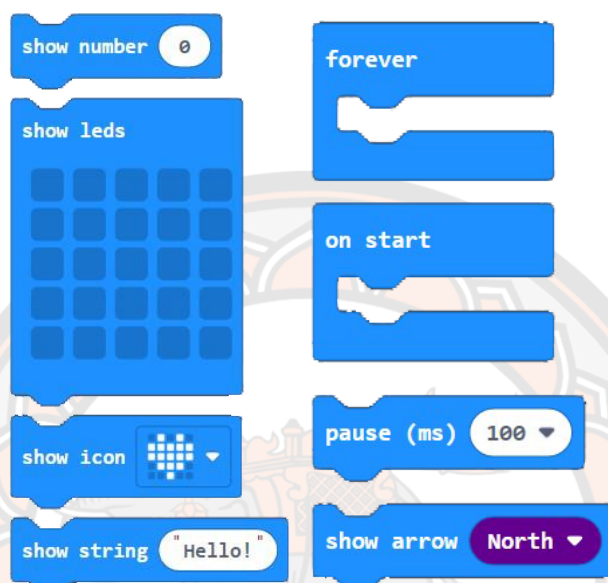 show number 0
show leds
show icon
show string "Hello!"
forever
on start
pause (ms) 100
show arrow North